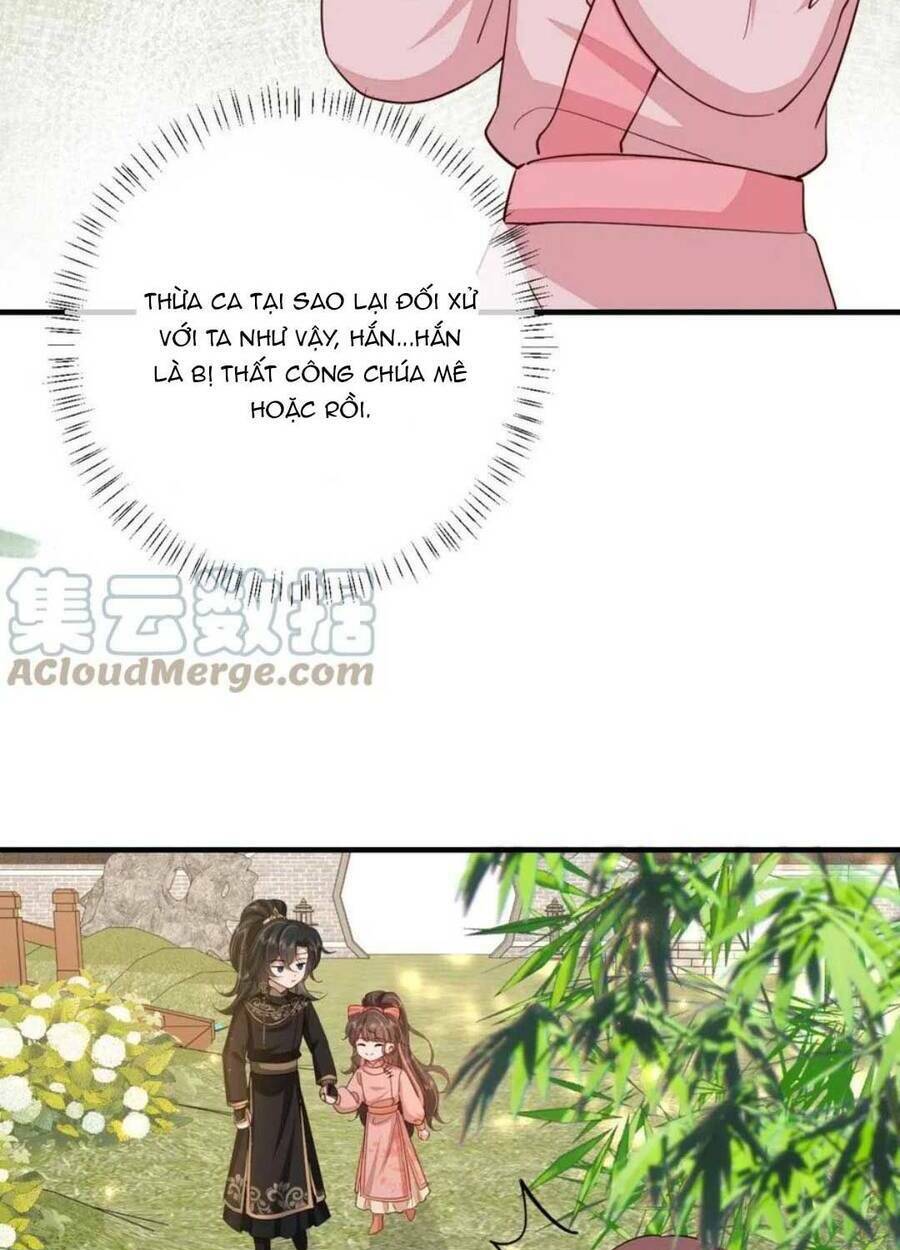 THỪA CA TẠI SAO LẠI ĐỐI XỬ
VỚI TA NHƯ VẬY, HẮN...HẮN
LÀ BỊ THẤT CÔNG CHÚA MÊ
HOẶC RỒI.
集云数据
ACloudMerge.com